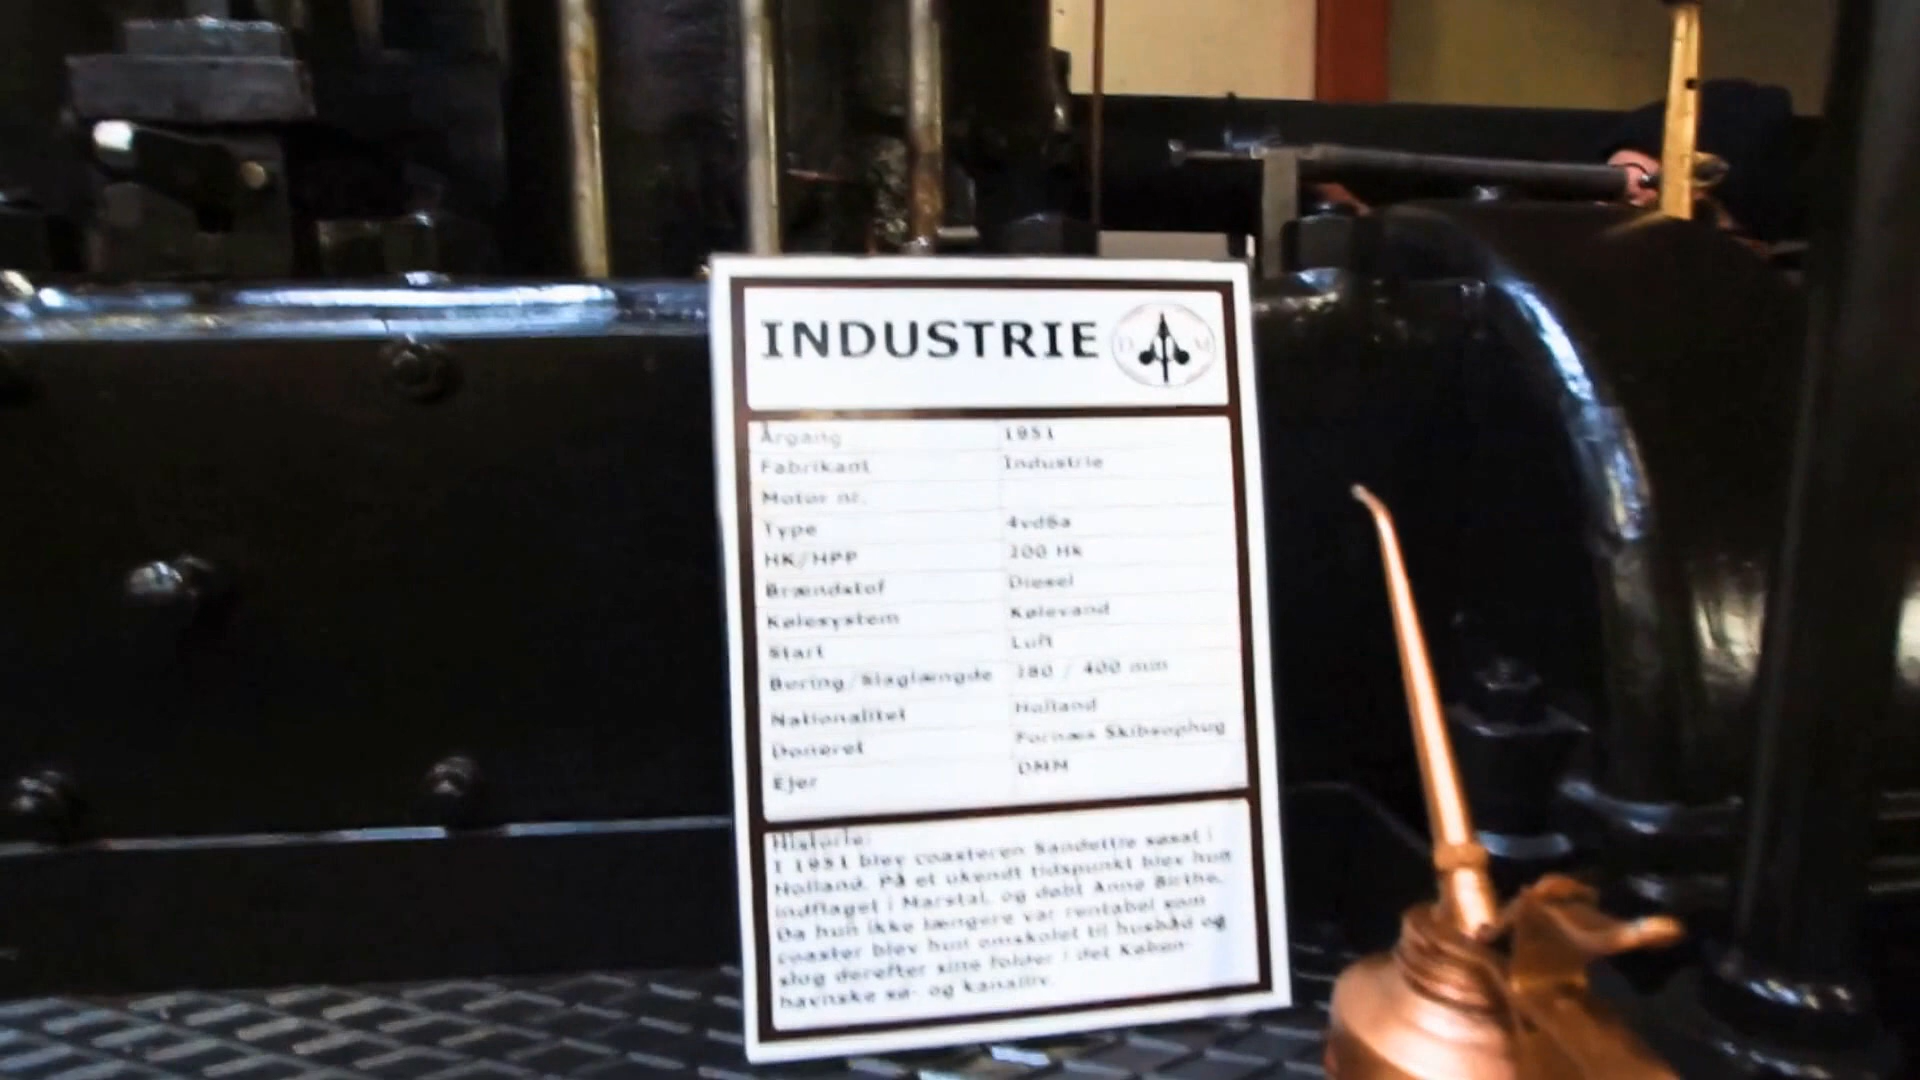 INDUSTRIE D M
Årgang 1951
Fabrikant Industrie
Motor nr.
Type 4vd6a
HK/HPP 200 Hk
Brændstof Diesel
Kølesystem Kølevand
Start Luft
Boring/Slaglængde 280 / 400 mm
Nationalitet Holland
Doneret Fornæs Skibsophug
Ejer DMM
Historie:
I 1951 blev coasteren Sandettie søsat i
Holland. På et ukendt tidspunkt blev hun
indflaget i Marstal, og døbt Anne Birthe.
Da hun ikke længere var rentabel som
coaster blev hun omskolet til husbåd og
slog derefter sine folder i det Køben-
havnske sø- og kanalliv.